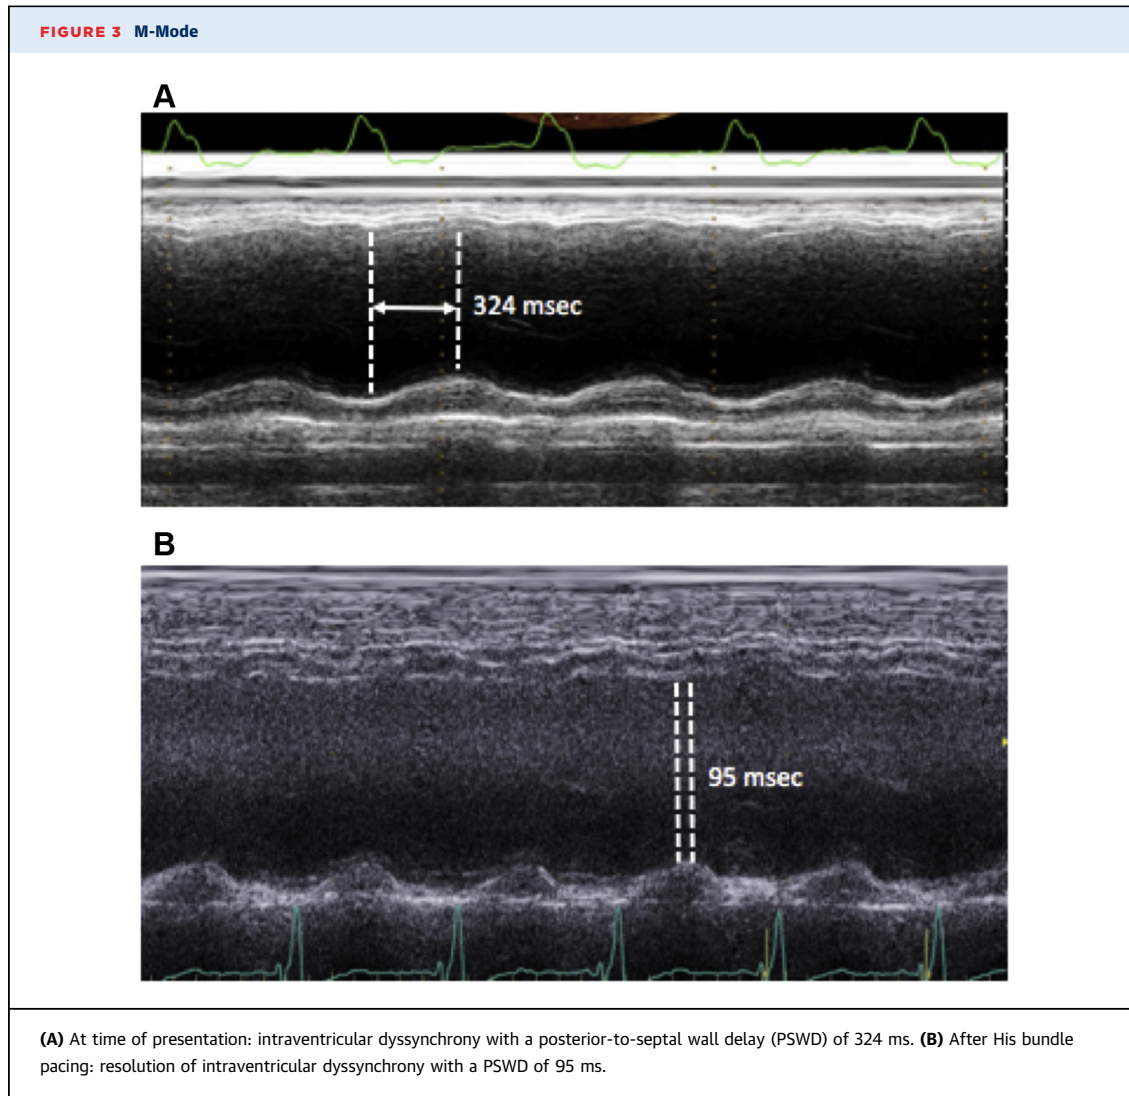 FIGURE 3 M-Mode
A
324 msec
B
95 msec
(A) At time of presentation: intraventricular dyssynchrony with a posterior-to-septal wall delay (PSWD) of 324 ms. (B) After His bundle
pacing: resolution of intraventricular dyssynchrony with a PSWD of 95 ms.